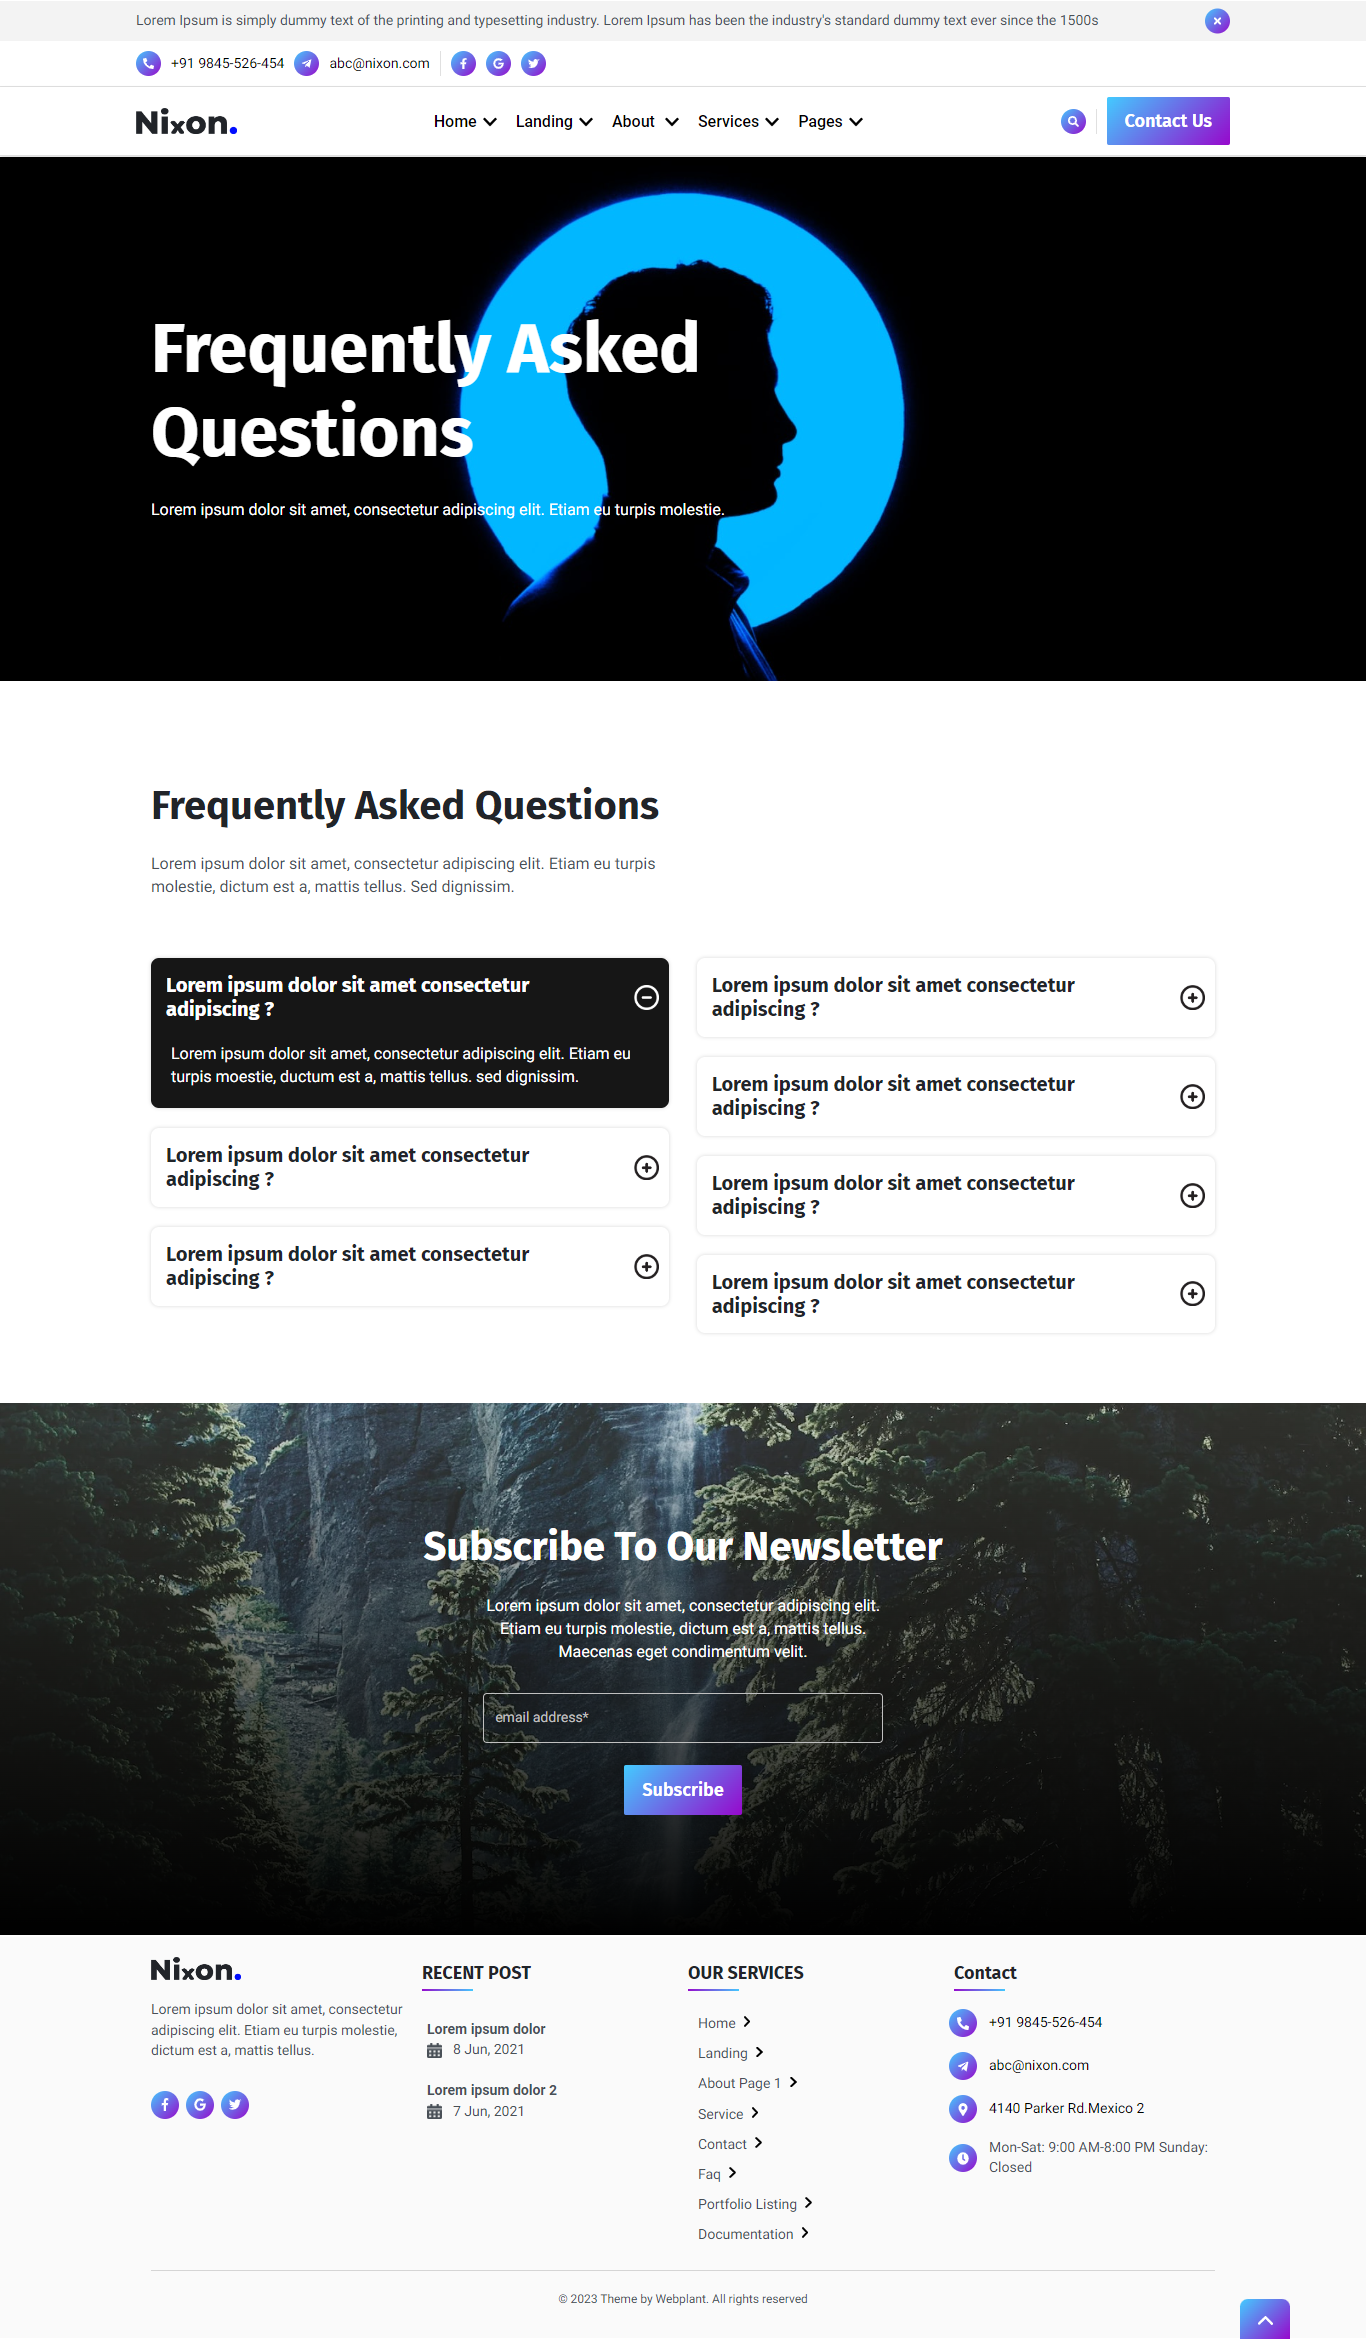 Lorem Ipsum is simply dummy text of the printing and typesetting industry. Lorem Ipsum has been the industry's standard dummy text ever since the 1500s
+91 9845-526-454 abc@nixon.com
Nixon. Home Landing About Services Pages Contact Us
Frequently Asked
Questions
Lorem ipsum dolor sit amet, consectetur adipiscing elit. Etiam eu turpis molestie.
Frequently Asked Questions
Lorem ipsum dolor sit amet, consectetur adipiscing elit. Etiam eu turpis
molestie, dictum est a, mattis tellus. Sed dignissim.
Lorem ipsum dolor sit amet consectetur
adipiscing ?
Lorem ipsum dolor sit amet, consectetur adipiscing elit. Etiam eu
turpis moestie, ductum est a, mattis tellus. sed dignissim.
Lorem ipsum dolor sit amet consectetur
adipiscing ?
Lorem ipsum dolor sit amet consectetur
adipiscing ?
Lorem ipsum dolor sit amet consectetur
adipiscing ?
Lorem ipsum dolor sit amet consectetur
adipiscing ?
Lorem ipsum dolor sit amet consectetur
adipiscing ?
Lorem ipsum dolor sit amet consectetur
adipiscing ?
Subscribe To Our Newsletter
Lorem ipsum dolor sit amet, consectetur adipiscing elit.
Etiam eu turpis molestie, dictum est a, mattis tellus.
Maecenas eget condimentum velit.
email address*
Subscribe
Nixon.
Lorem ipsum dolor sit amet, consectetur
adipiscing elit. Etiam eu turpis molestie,
dictum est a, mattis tellus.
RECENT POST
Lorem ipsum dolor
8 Jun, 2021
Lorem ipsum dolor 2
7 Jun, 2021
OUR SERVICES
Home
Landing
About Page 1
Service
Contact
Faq
Portfolio Listing
Documentation
Contact
+91 9845-526-454
abc@nixon.com
4140 Parker Rd.Mexico 2
Mon-Sat: 9:00 AM-8:00 PM Sunday:
Closed
© 2023 Theme by Webplant. All rights reserved